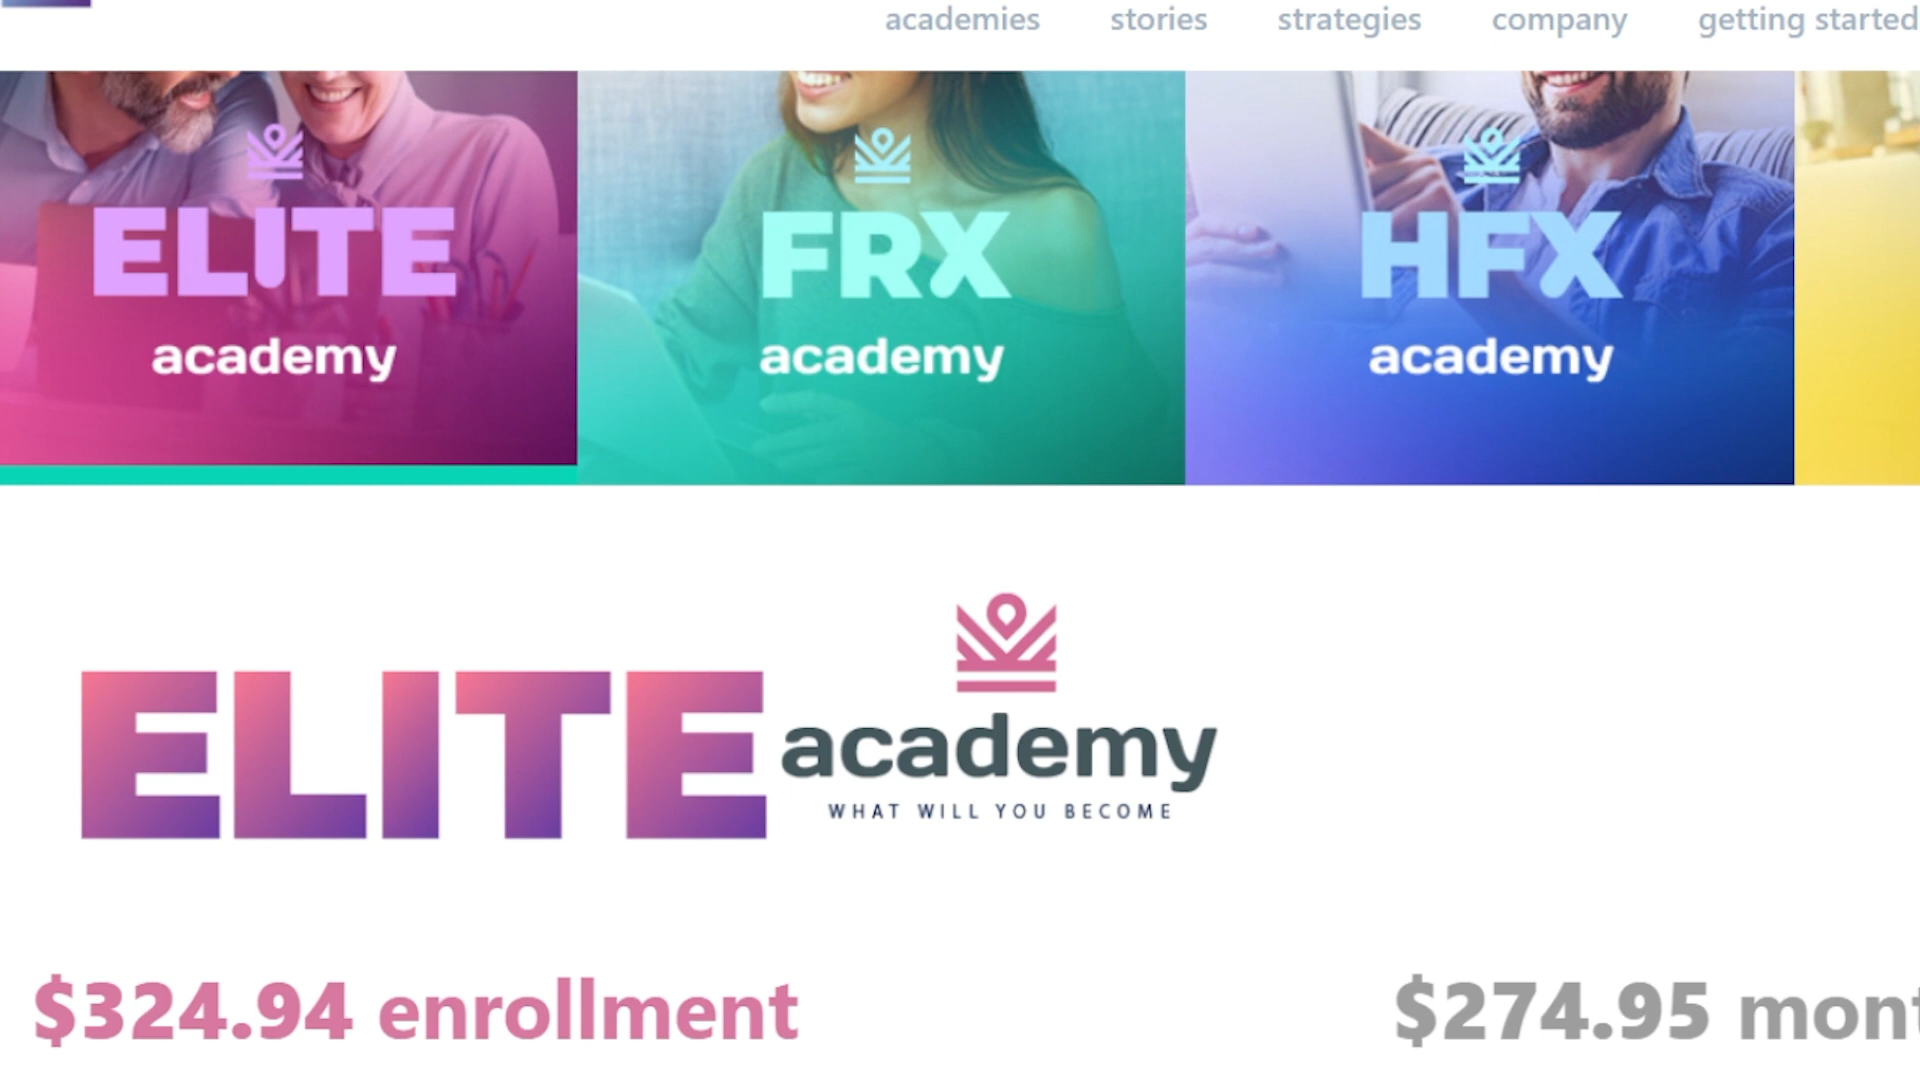 academies stories strategies company getting started
ELITE
academy
FRX
academy
HFX
academy
ELITE academy
WHAT WILL YOU BECOME
$324.94 enrollment
$274.95 mont